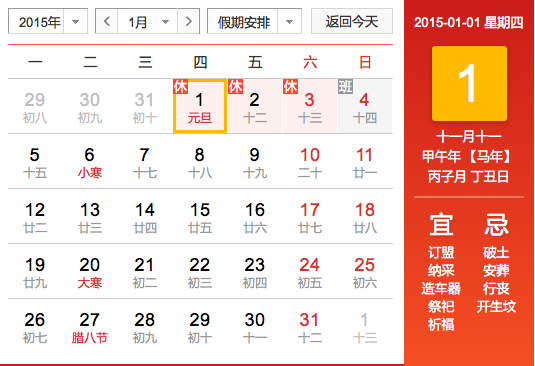 2015年 1月 假期安排 返回今天
一 二 三 四 五 六 日
休 休 休 班
29 30 31 1 2 3 4
初八 初九 初十 元旦 十二 十三 十四
5 6 7 8 9 10 11
十五 小寒 十七 十八 十九 二十 廿一
12 13 14 15 16 17 18
廿二 廿三 廿四 廿五 廿六 廿七 廿八
19 20 21 22 23 24 25
廿九 大寒 初二 初三 初四 初五 初六
26 27 28 29 30 31 1
初七 腊八节 初九 初十 十一 十二 十三
2015-01-01 星期四
1
十一月十一
甲午年【马年】
丙子月 丁丑日
宜 忌
订盟 破土
纳采 安葬
造车器 行丧
祭祀 开生坟
祈福